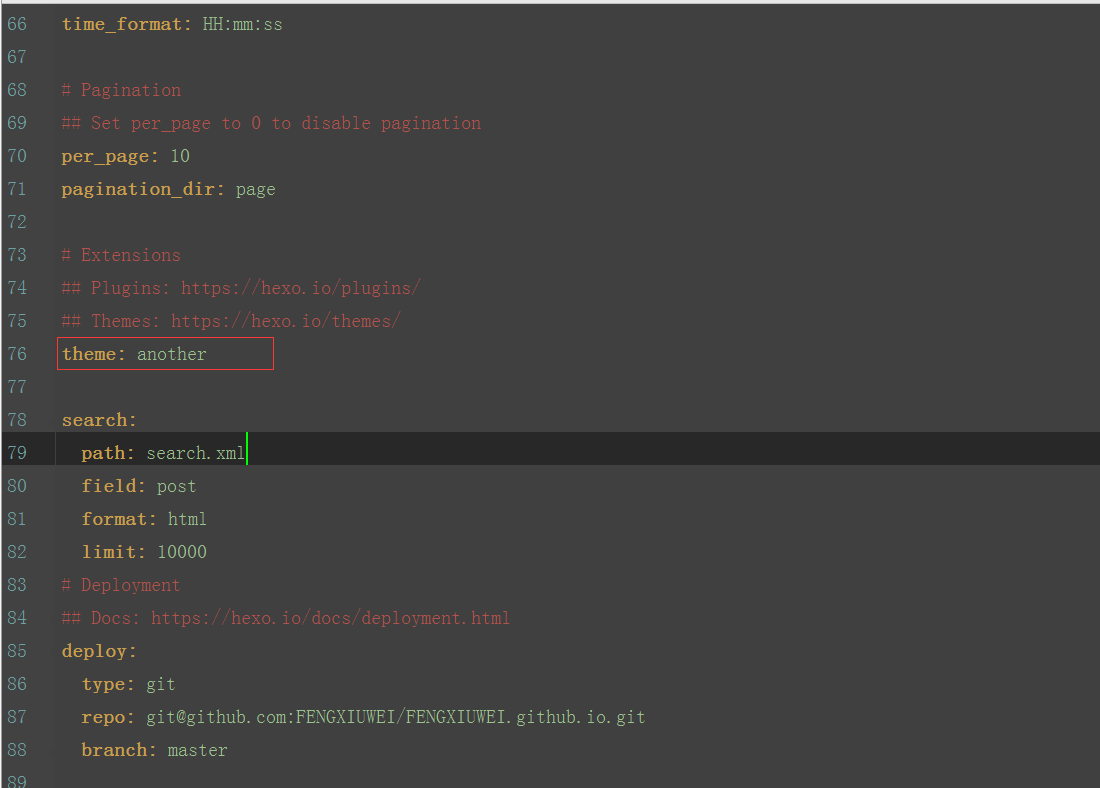 66 time_format: HH:mm:ss
67
68 # Pagination
69 ## Set per_page to 0 to disable pagination
70 per_page: 10
71 pagination_dir: page
72
73 # Extensions
74 ## Plugins: https://hexo.io/plugins/
75 ## Themes: https://hexo.io/themes/
76 theme: another
77
78 search:
79   path: search.xml
80   field: post
81   format: html
82   limit: 10000
83 # Deployment
84 ## Docs: https://hexo.io/docs/deployment.html
85 deploy:
86   type: git
87   repo: git@github.com:FENGXIUWEI/FENGXIUWEI.github.io.git
88   branch: master
89